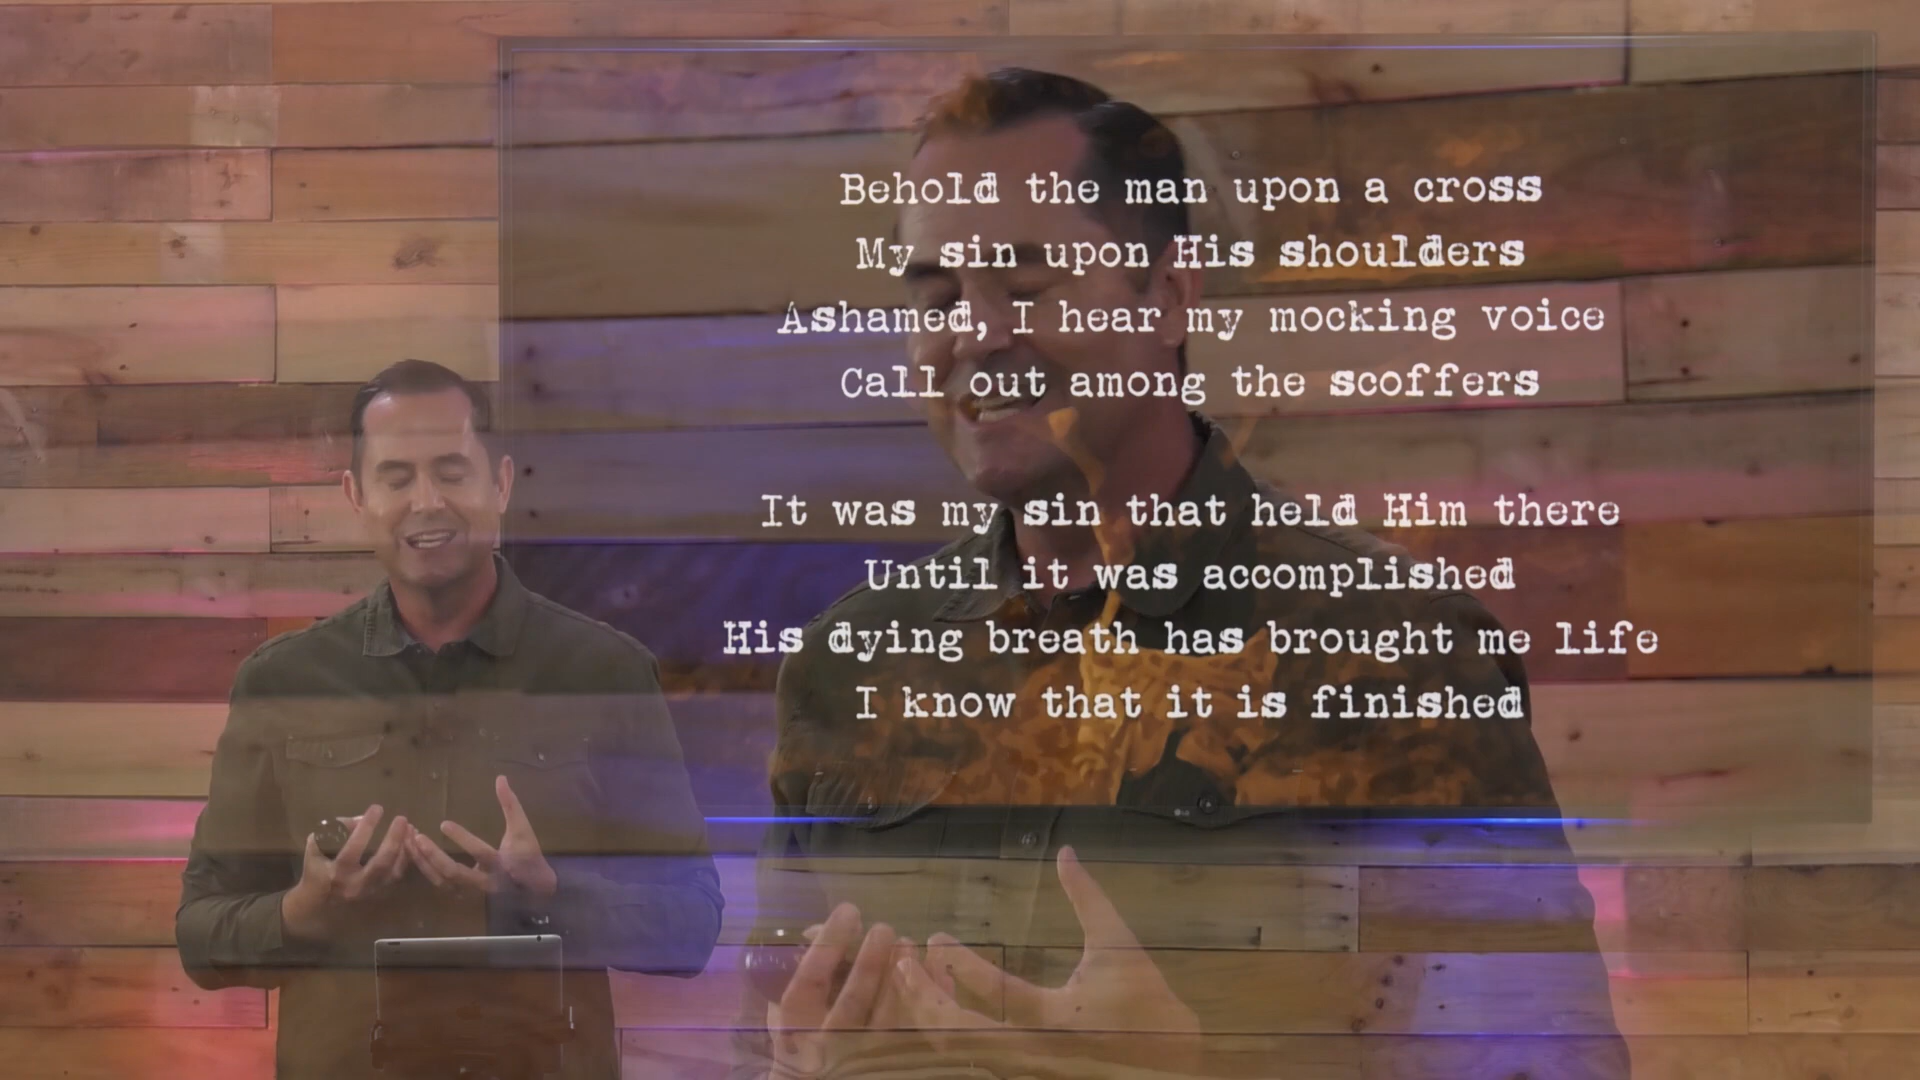 Behold the man upon a cross
My sin upon His shoulders
Ashamed, I hear my mocking voice
Call out among the scoffers
It was my sin that held Him there
Until it was accomplished
His dying breath has brought me life
I know that it is finished